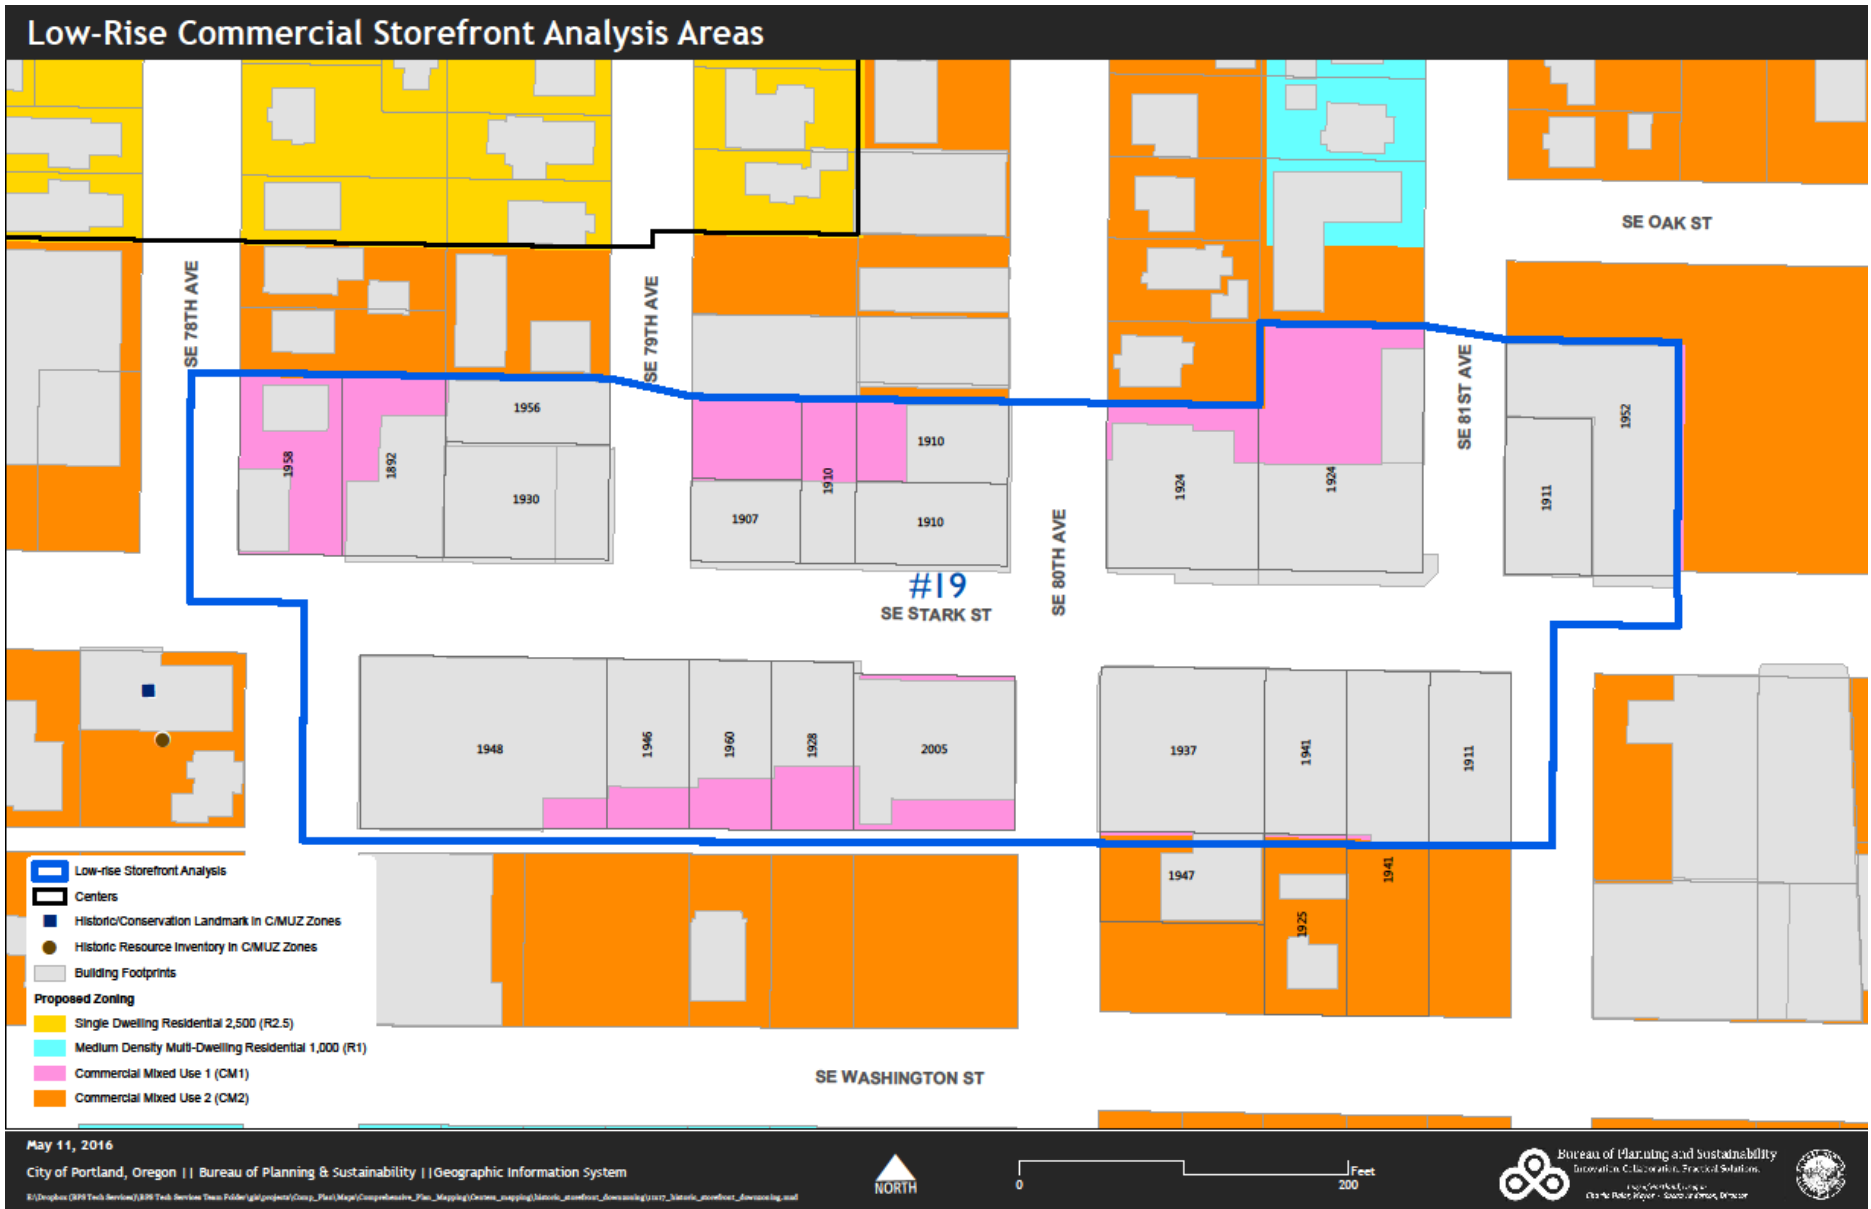 Low-Rise Commercial Storefront Analysis Areas
SE OAK ST
SE 78TH AVE
SE 79TH AVE
SE 81ST AVE
SE 80TH AVE
1956
1958
1892
1930
1910
1910
1907
1910
1924
1924
1952
1911
#19
SE STARK ST
1948
1946
1960
1928
2005
1937
1941
1911
1947
1925
1941
SE WASHINGTON ST
Low-rise Storefront Analysis
Centers
Historic/Conservation Landmark in C/MUZ Zones
Historic Resource Inventory in C/MUZ Zones
Building Footprints
Proposed Zoning
Single Dwelling Residential 2,500 (R2.5)
Medium Density Multi-Dwelling Residential 1,000 (R1)
Commercial Mixed Use 1 (CM1)
Commercial Mixed Use 2 (CM2)
May 11, 2016
City of Portland, Oregon || Bureau of Planning & Sustainability ||Geographic Information System
NORTH
0
200
Feet
Bureau of Planning and Sustainability
Innovation. Collaboration. Practical Solutions.